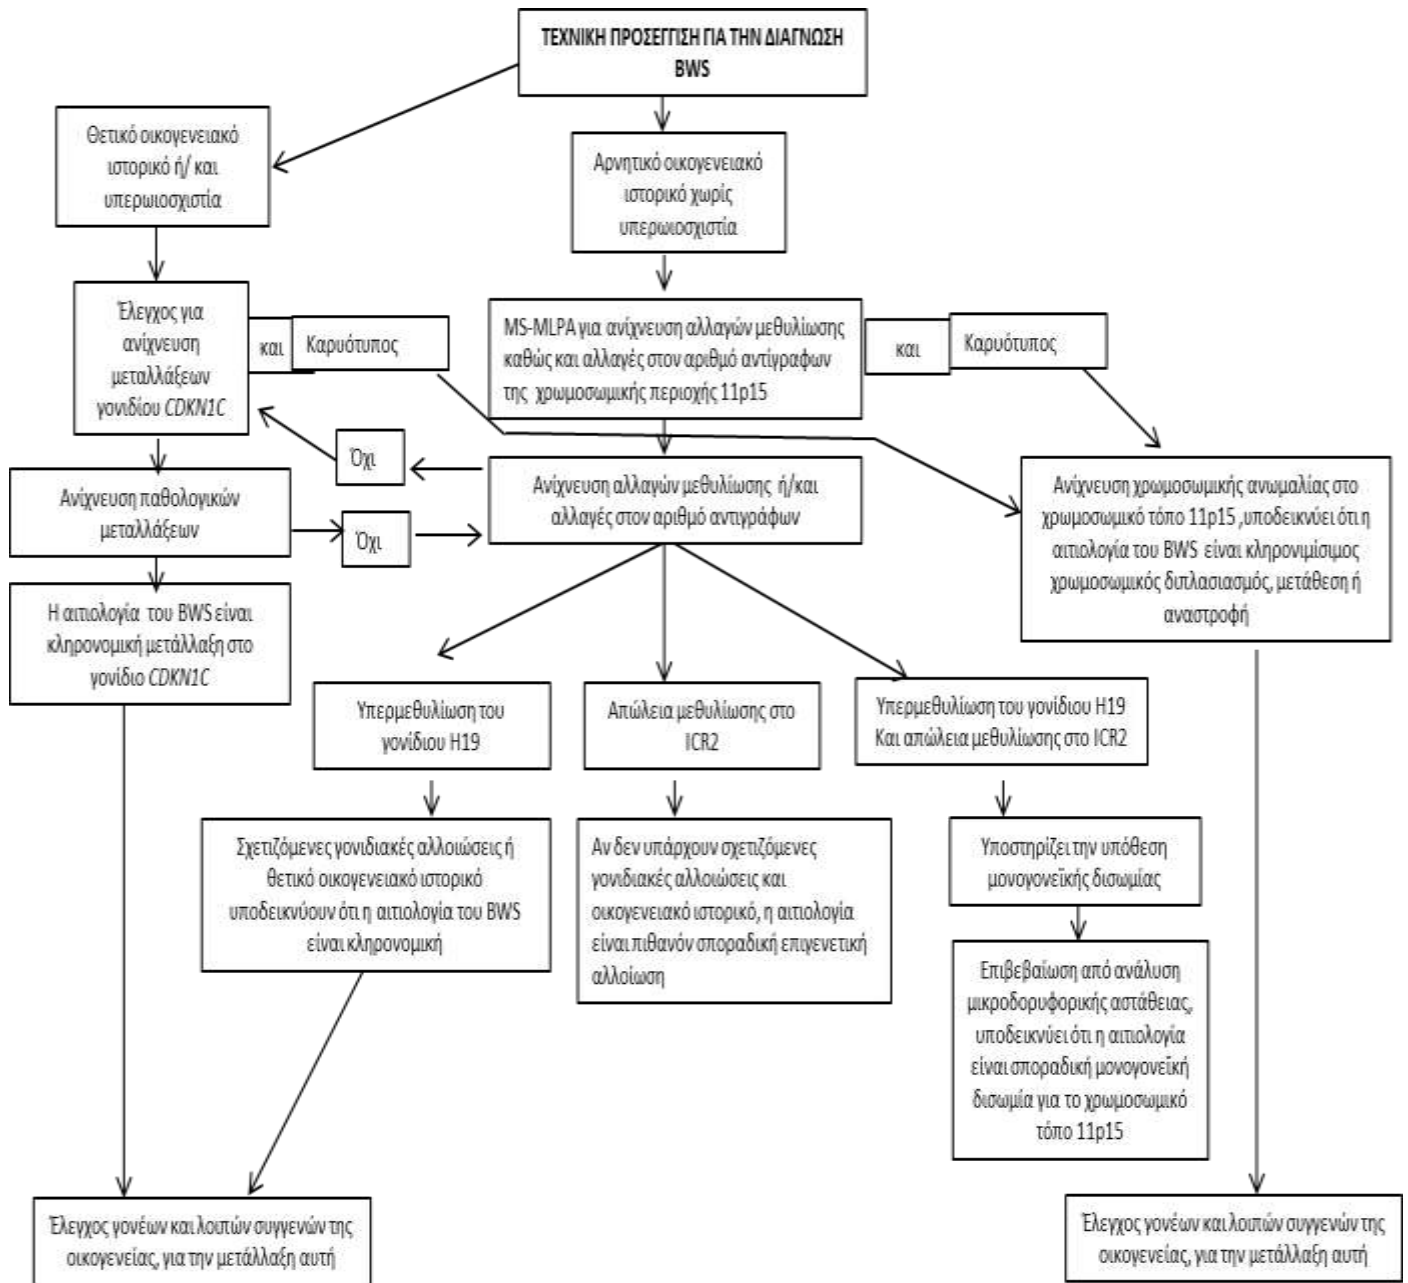 ΤΕΧΝΙΚΗ ΠΡΟΣΕΓΓΙΣΗ ΓΙΑ ΤΗΝ ΔΙΑΓΝΩΣΗ
BWS
Θετικό οικογενειακό
ιστορικό ή/ και
υπερωιοσχιστία
Αρνητικό οικογενειακό
ιστορικό χωρίς
υπερωιοσχιστία
Έλεγχος για
ανίχνευση
μεταλλάξεων
γονιδίου CDKN1C
και
Καρυότυπος
MS-MLPA για ανίχνευση αλλαγών μεθυλίωσης
καθώς και αλλαγές στον αριθμό αντίγραφων
της χρωμοσωμικής περιοχής 11p15
και
Καρυότυπος
Όχι
Ανίχνευση παθολογικών
μεταλλάξεων
Όχι
Ανίχνευση αλλαγών μεθυλίωσης ή/και
αλλαγές στον αριθμό αντιγράφων
Ανίχνευση χρωμοσωμικής ανωμαλίας στο
χρωμοσωμικό τόπο 11p15 ,υποδεικνύει ότι η
αιτιολογία του BWS είναι κληρονιμίσιμος
χρωμοσωμικός διπλασιασμός, μετάθεση ή
αναστροφή
Η αιτιολογία του BWS είναι
κληρονομική μετάλλαξη στο
γονίδιο CDKN1C
Υπερμεθυλίωση του
γονίδιου H19
Απώλεια μεθυλίωσης στο
ICR2
Υπερμεθυλίωση του γονίδιου H19
Και απώλεια μεθυλίωσης στο ICR2
Σχετιζόμενες γονιδιακές αλλοιώσεις ή
θετικό οικογενειακό ιστορικό
υποδεικνύουν ότι η αιτιολογία του BWS
είναι κληρονομική
Αν δεν υπάρχουν σχετιζόμενες
γονιδιακές αλλοιώσεις και
οικογενειακό ιστορικό, η αιτιολογία
είναι πιθανόν σποραδική επιγενετική
αλλοίωση
Υποστηρίζει την υπόθεση
μονογονεϊκής δισωμίας
Επιβεβαίωση από ανάλυση
μικροδορυφορικής αστάθειας,
υποδεικνύει ότι η αιτιολογία
είναι σποραδική μονογονεϊκή
δισωμία για το χρωμοσωμικό
τόπο 11p15
Έλεγχος γονέων και λοιπών συγγενών της
οικογενείας, για την μετάλλαξη αυτή
Έλεγχος γονέων και λοιπών συγγενών της
οικογενείας, για την μετάλλαξη αυτή